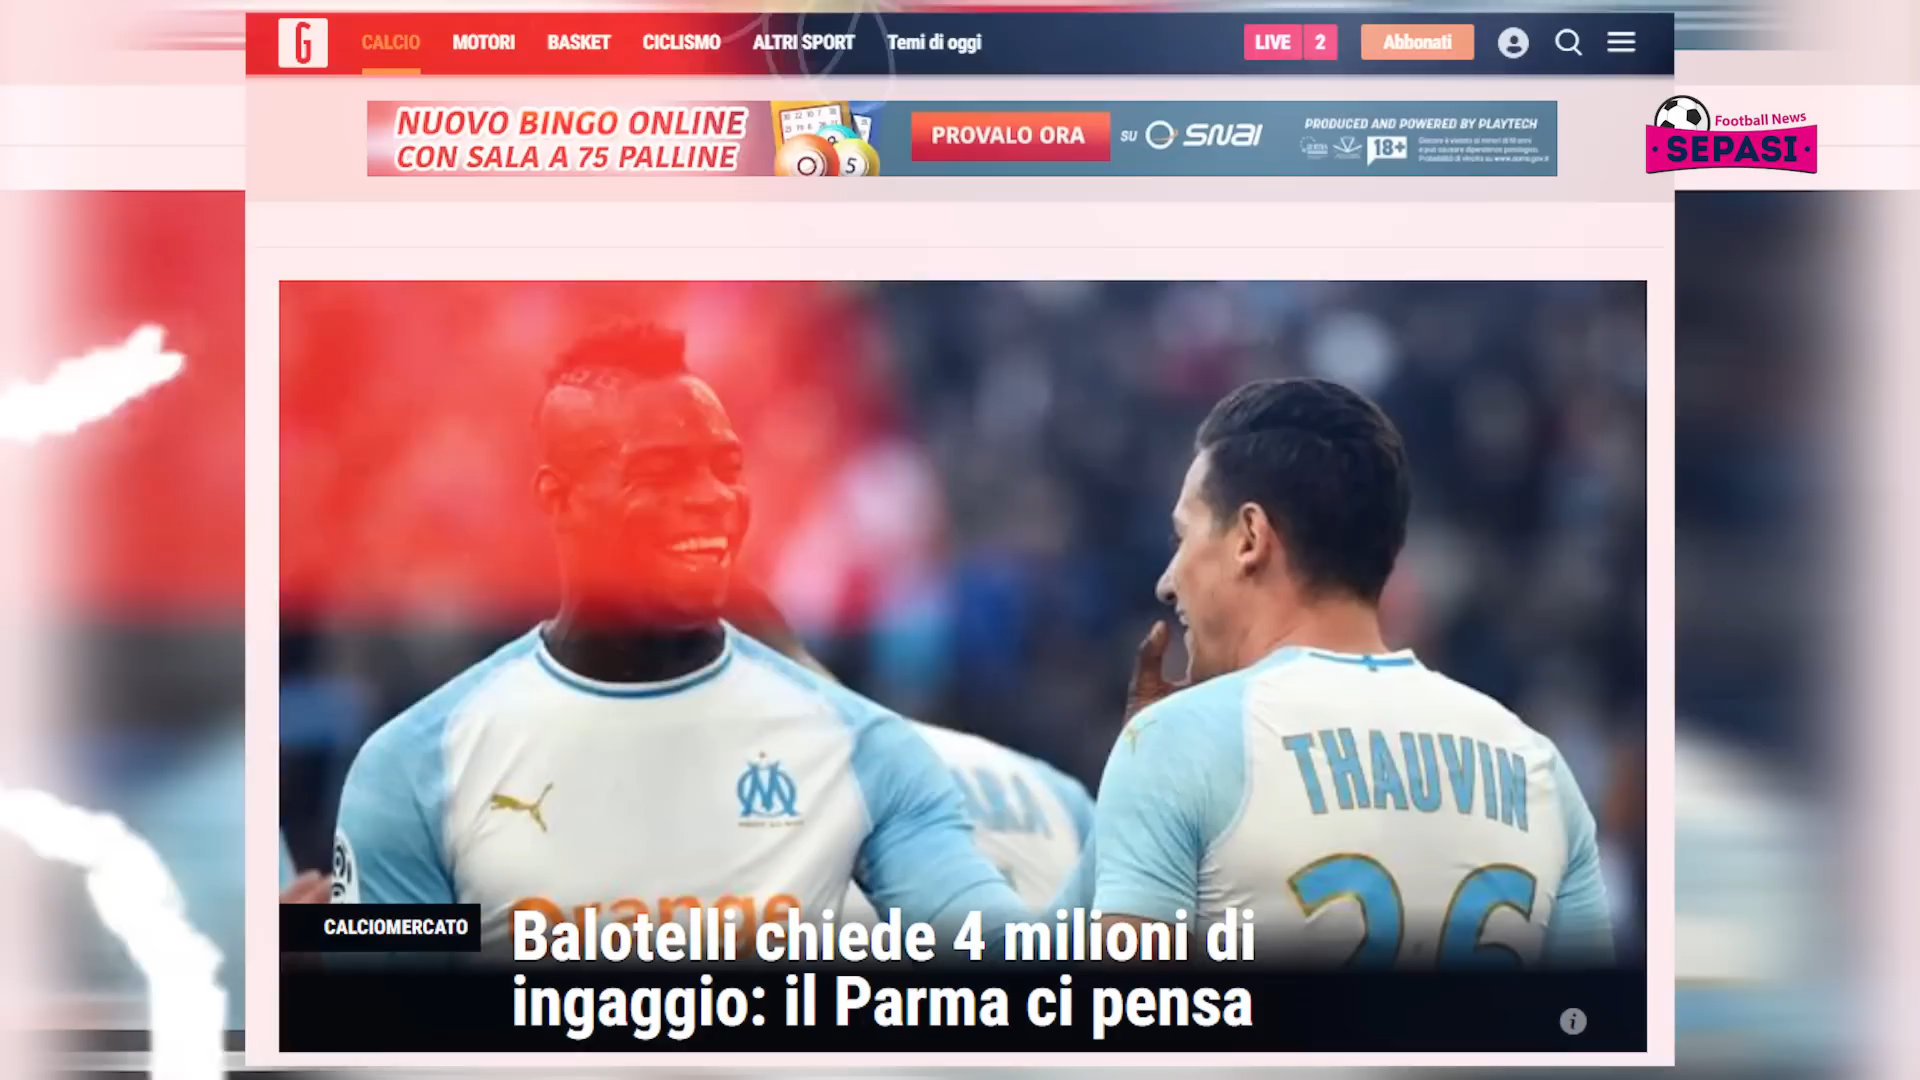 G
CALCIO MOTORI BASKET CICLISMO ALTRI SPORT Temi di oggi
LIVE 2 Abbonati
NUOVO BINGO ONLINE
CON SALA A 75 PALLINE
PROVALO ORA
SU SNAI
PRODUCED AND POWERED BY PLAYTECH
18+
Football News
SEPASI
THAUVIN
26
Orange
CALCIOMERCATO
Balotelli chiede 4 milioni di
ingaggio: il Parma ci pensa